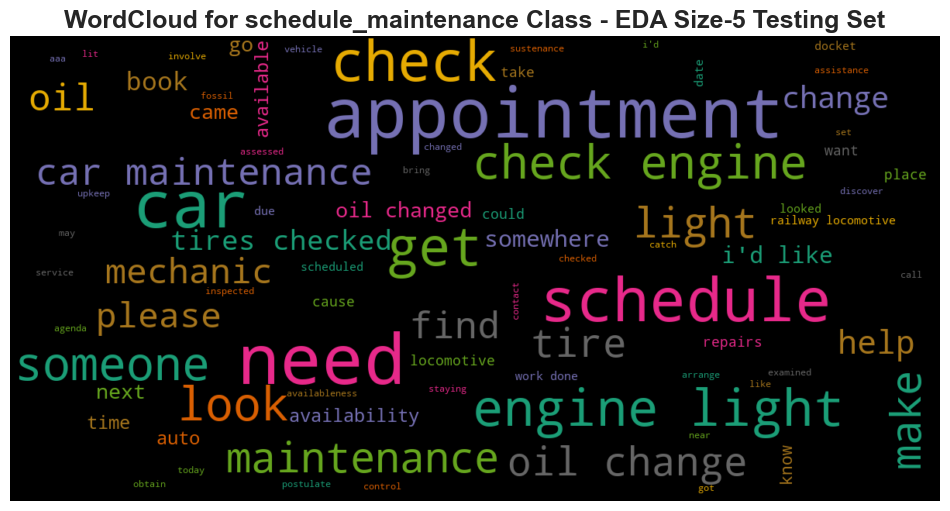 WordCloud for schedule_maintenance Class - EDA Size-5 Testing Set
aaa
lit
involve
go
available
vehicle
check
sustenance
take
i'd
date
docket
assistance
oil
book
fossil
came
appointment
change
set
assessed
changed
want
car maintenance
bring
check engine
place
upkeep
discover
car
due
oil changed
could
light
looked
railway locomotive
may
tires checked
get
somewhere
catch
i'd like
service
mechanic
scheduled
checked
call
inspected
cause
contact
schedule
please
agenda
find
tire
repairs
help
someone
need
locomotive
work done
arrange
examined
next
look
availableness
staying
like
make
time
availability
engine light
auto
near
maintenance
oil change
know
today
obtain
postulate
control
got